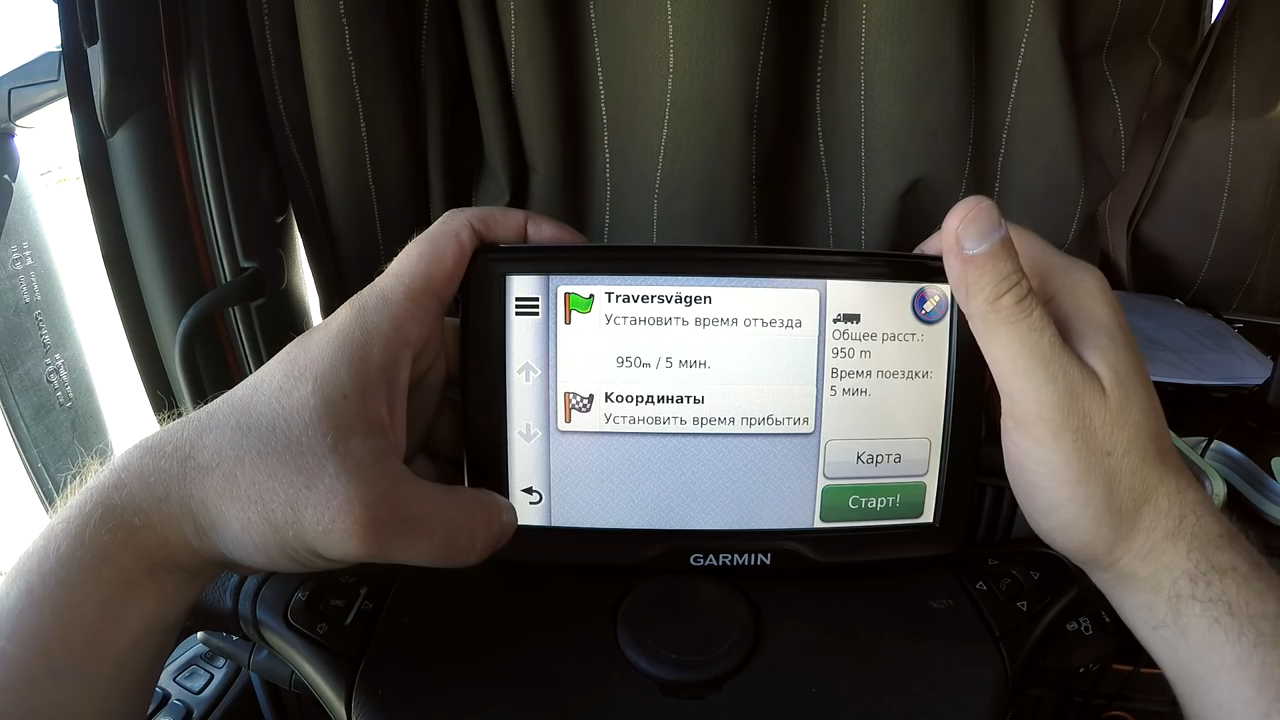 Traversvägen
Установить время отъезда
950m / 5 мин.
Координаты
Установить время прибытия
Общее расст.:
950 m
Время поездки:
5 мин.
Карта
Старт!
GARMIN